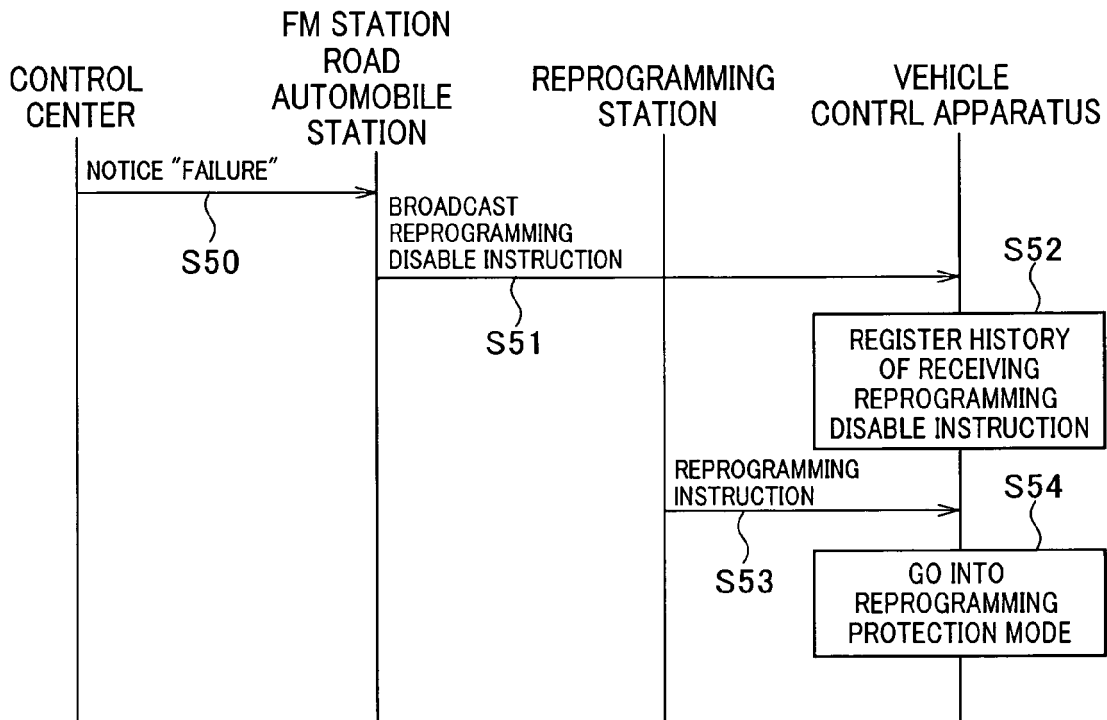 CONTROL
CENTER
FM STATION
ROAD
AUTOMOBILE
STATION
REPROGRAMMING
STATION
VEHICLE
CONTRL APPARATUS
NOTICE "FAILURE"
S50
BROADCAST
REPROGRAMMING
DISABLE INSTRUCTION
S51
S52
REGISTER HISTORY
OF RECEIVING
REPROGRAMMING
DISABLE INSTRUCTION
REPROGRAMMING
INSTRUCTION
S53
S54
GO INTO
REPROGRAMMING
PROTECTION MODE